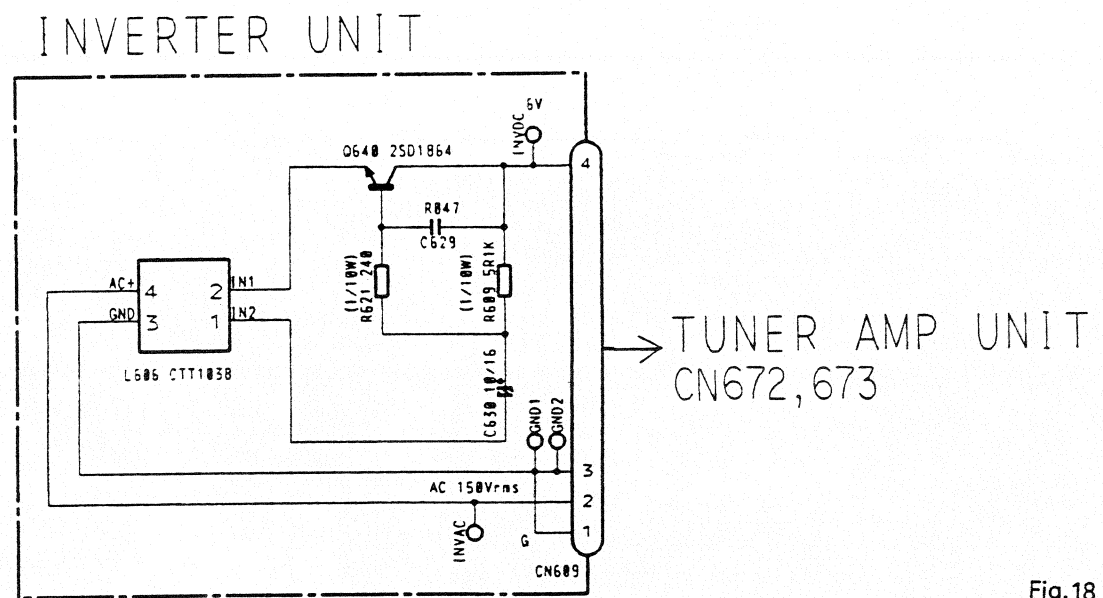 INVERTER UNIT
6V
INVDC
Q640 2SD1864
4
R047
C629
(1/10W)
R621 240
(1/10W)
R609 5R1K
AC+
4
2
IN1
GND
3
1
IN2
L606 CTT1038
C630 10/16
TUNER AMP UNIT
CN672,673
GND1
GND2
3
AC 150Vrms
2
INVAC
G
1
CN609
Fig.18